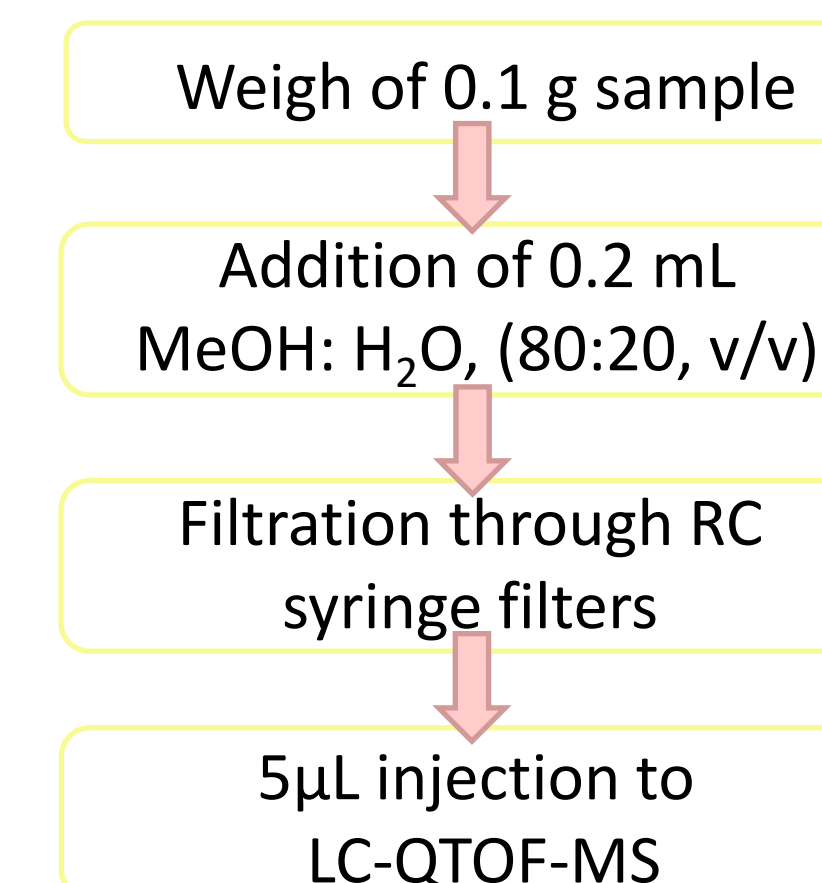 Weigh of 0.1 g sample
Addition of 0.2 mL
MeOH: H₂O, (80:20, v/v)
Filtration through RC
syringe filters
5μL injection to
LC-QTOF-MS